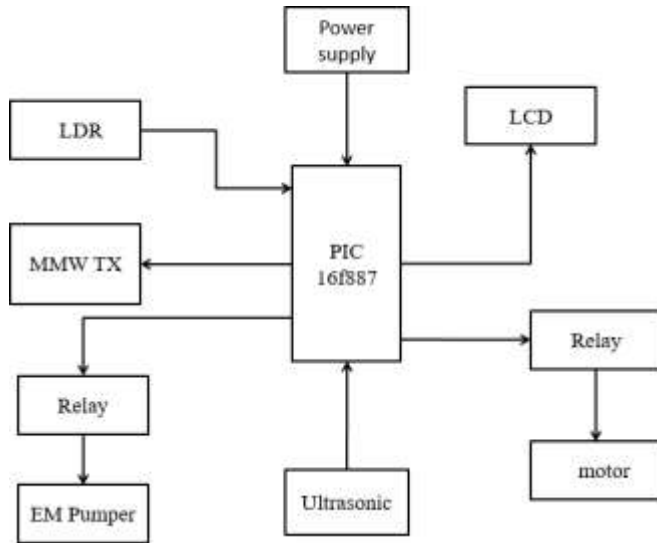 Power
supply
LDR
LCD
PIC
16f887
MMW TX
Relay
Relay
EM Pumper
Ultrasonic
motor